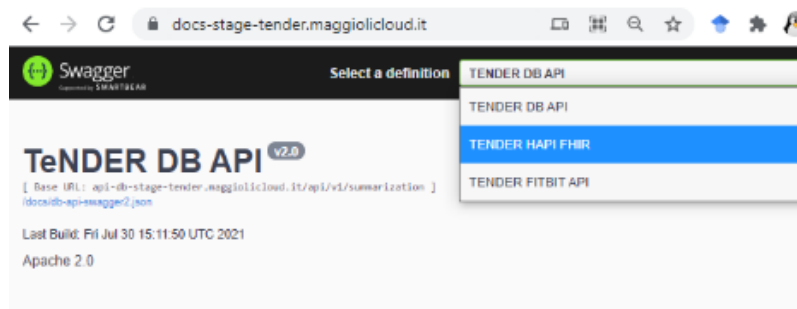 docs-stage-tender.maggiolicloud.it
Swagger
Supported by SMARTBEAR
Select a definition
TENDER DB API
TENDER DB API
TENDER HAPI FHIR
TENDER FITBIT API
TeNDER DB API v2.0
[ Base URL: api-db-stage-tender.maggiolicloud.it/api/v1/summarization ]
/docs/db-api-swagger2.json
Last Build: Fri Jul 30 15:11:50 UTC 2021
Apache 2.0